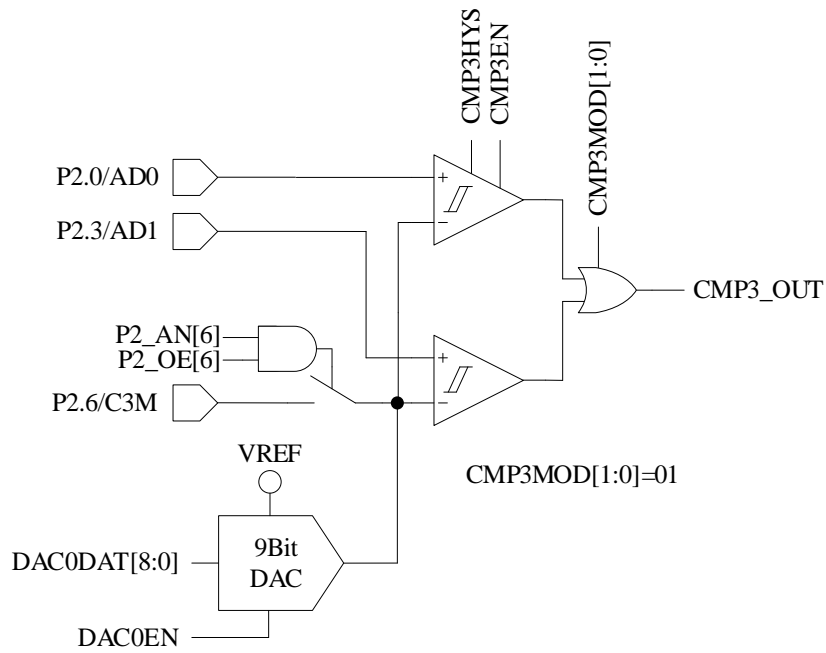 CMP3HYS
CMP3EN
CMP3MOD[1:0]
P2.0/AD0
+
−
P2.3/AD1
CMP3_OUT
P2_AN[6]
P2_OE[6]
+
−
P2.6/C3M
VREF
CMP3MOD[1:0]=01
9Bit
DAC
DAC0DAT[8:0]
DAC0EN